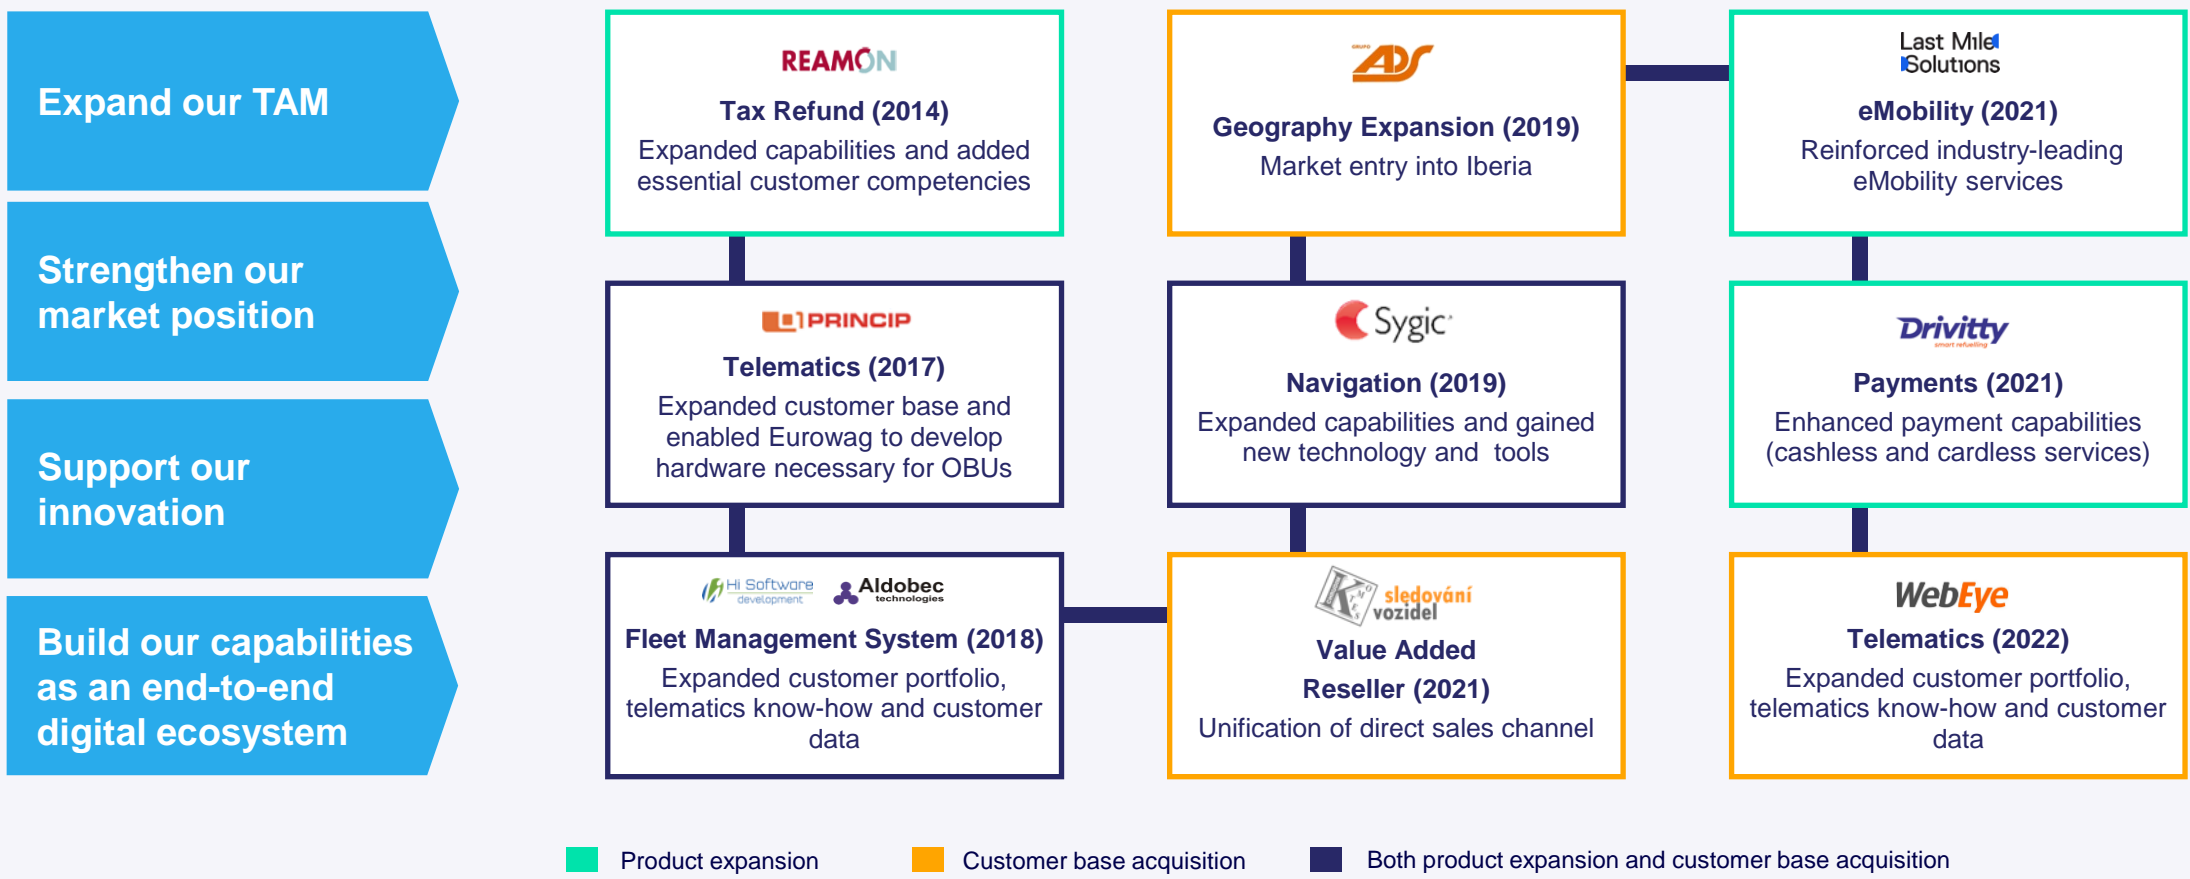 Expand our TAM
Strengthen our
market position
Support our
innovation
Build our capabilities
as an end-to-end
digital ecosystem
REAMON
Tax Refund (2014)
Expanded capabilities and added
essential customer competencies
PRINCIP
Telematics (2017)
Expanded customer base and
enabled Eurowag to develop
hardware necessary for OBUs
Hi Software
development
Aldobec
technologies
Fleet Management System (2018)
Expanded customer portfolio,
telematics know-how and customer
data
GRUPO
ADS
Geography Expansion (2019)
Market entry into Iberia
Sygic
Navigation (2019)
Expanded capabilities and gained
new technology and tools
KOMTES
sledování
vozidel
Value Added
Reseller (2021)
Unification of direct sales channel
Last Mile
Solutions
eMobility (2021)
Reinforced industry-leading
eMobility services
Drivitty
smart refuelling
Payments (2021)
Enhanced payment capabilities
(cashless and cardless services)
WebEye
Telematics (2022)
Expanded customer portfolio,
telematics know-how and customer
data
Product expansion
Customer base acquisition
Both product expansion and customer base acquisition